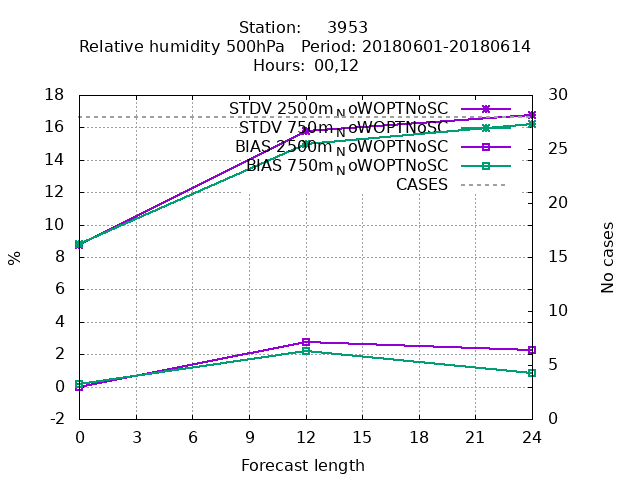 Station: 3953
Relative humidity 500hPa Period: 20180601-20180614
Hours: 00,12
STDV 2500m_NoWOPTNoSC
STDV 750m_NoWOPTNoSC
BIAS 2500m_NoWOPTNoSC
BIAS 750m_NoWOPTNoSC
CASES
18
16
14
12
10
8
6
4
2
0
-2
%
30
25
20
15
10
5
0
No cases
0 3 6 9 12 15 18 21 24
Forecast length